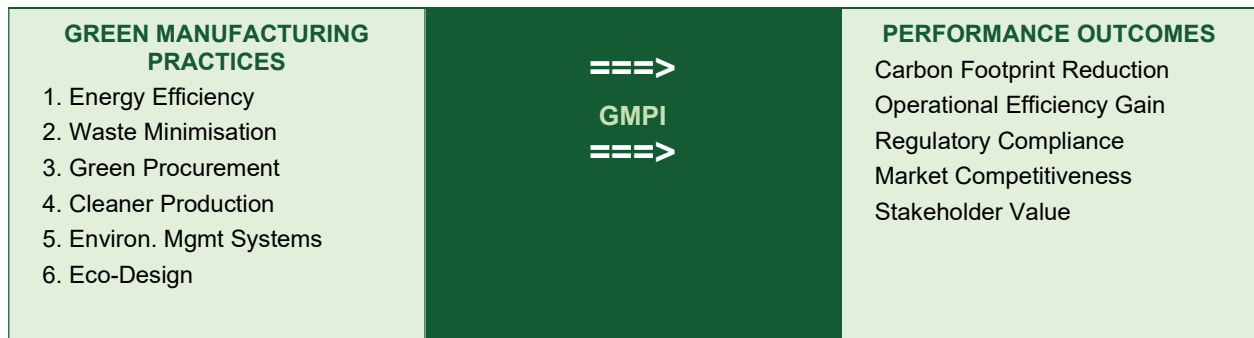 GREEN MANUFACTURING
PRACTICES
1. Energy Efficiency
2. Waste Minimisation
3. Green Procurement
4. Cleaner Production
5. Environ. Mgmt Systems
6. Eco-Design
===>
GMPI
===>
PERFORMANCE OUTCOMES
Carbon Footprint Reduction
Operational Efficiency Gain
Regulatory Compliance
Market Competitiveness
Stakeholder Value